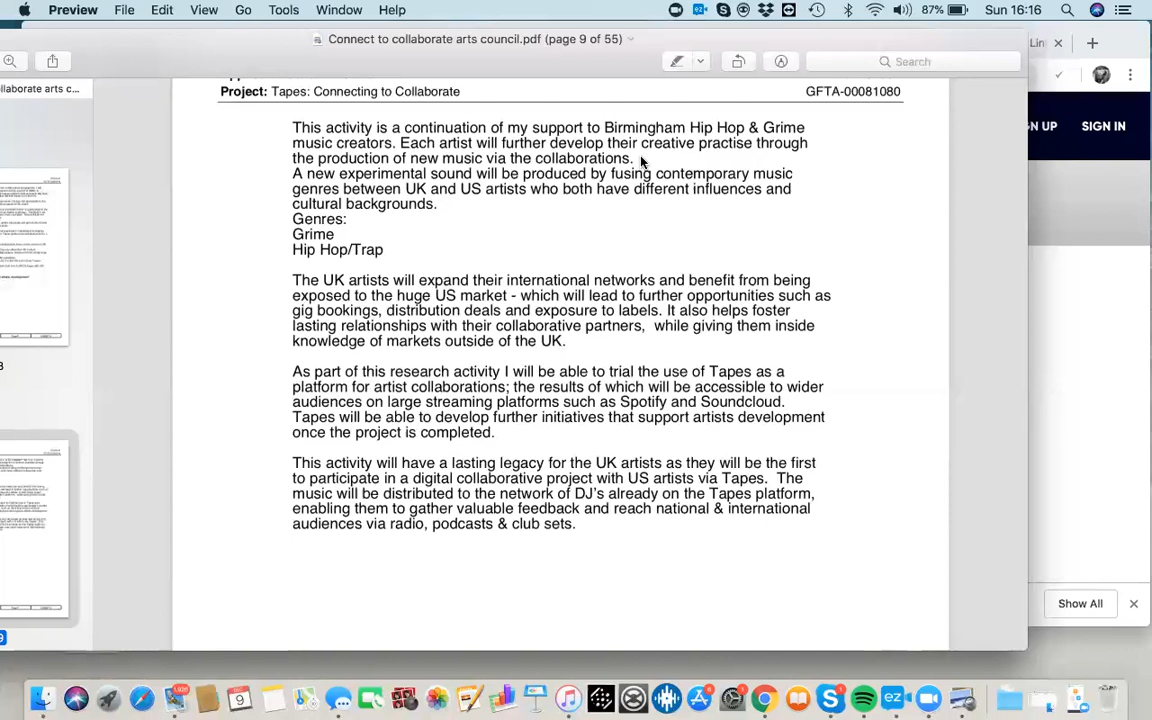 Preview File Edit View Go Tools Window Help 87% Sun 16:16
Connect to collaborate arts council.pdf (page 9 of 55)
Search
Show All
GN UP SIGN IN
Project: Tapes: Connecting to Collaborate GFTA-00081080
This activity is a continuation of my support to Birmingham Hip Hop & Grime
music creators. Each artist will further develop their creative practise through
the production of new music via the collaborations.
A new experimental sound will be produced by fusing contemporary music
genres between UK and US artists who both have different influences and
cultural backgrounds.
Genres:
Grime
Hip Hop/Trap
The UK artists will expand their international networks and benefit from being
exposed to the huge US market - which will lead to further opportunities such as
gig bookings, distribution deals and exposure to labels. It also helps foster
lasting relationships with their collaborative partners, while giving them inside
knowledge of markets outside of the UK.
As part of this research activity I will be able to trial the use of Tapes as a
platform for artist collaborations; the results of which will be accessible to wider
audiences on large streaming platforms such as Spotify and Soundcloud.
Tapes will be able to develop further initiatives that support artists development
once the project is completed.
This activity will have a lasting legacy for the UK artists as they will be the first
to participate in a digital collaborative project with US artists via Tapes. The
music will be distributed to the network of DJ's already on the Tapes platform,
enabling them to gather valuable feedback and reach national & international
audiences via radio, podcasts & club sets.